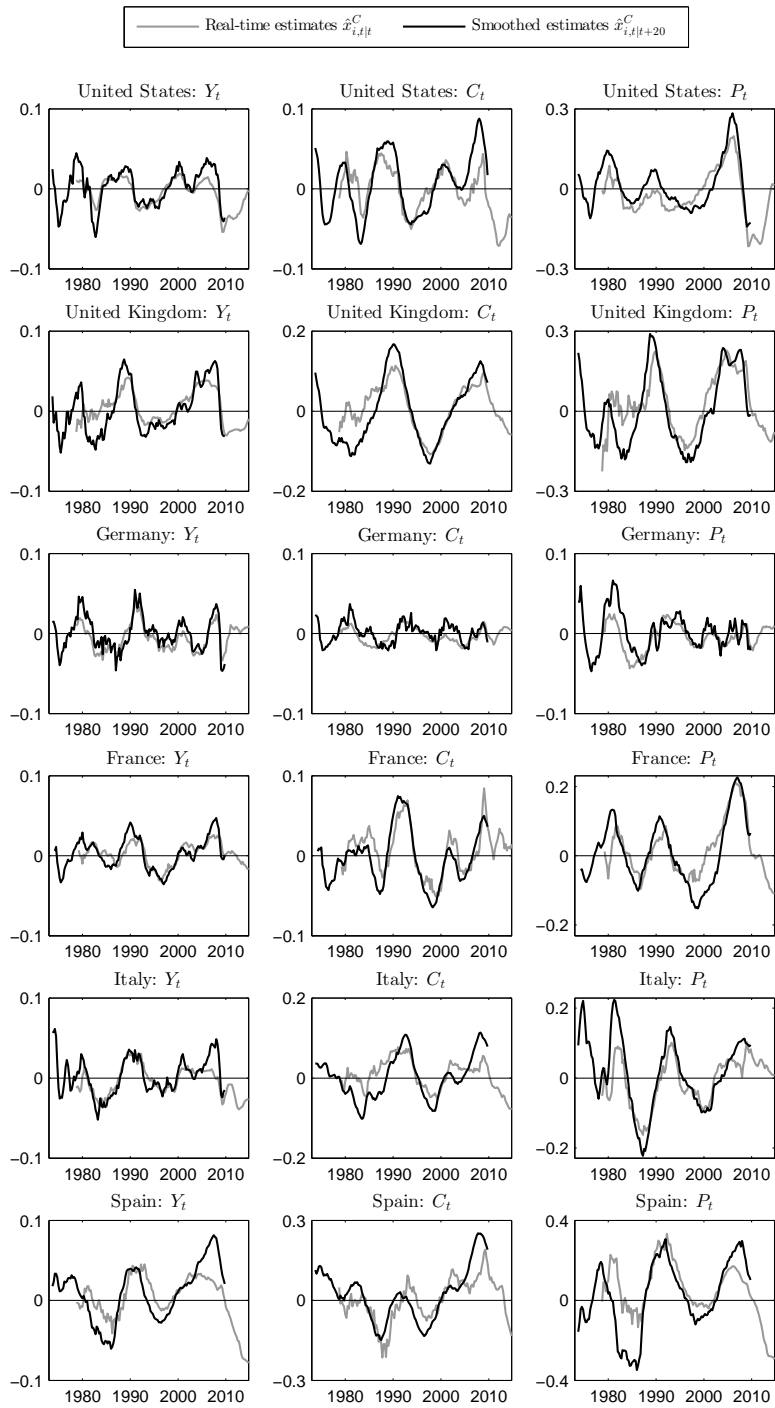 Real-time estimates $\hat{x}^C_{i,t|t}$ Smoothed estimates $\hat{x}^C_{i,t|t+20}$
United States: $Y_t$ United States: $C_t$ United States: $P_t$
0.1 0.1 0.3
0 0 0
−0.1 −0.1 −0.3
1980 1990 2000 2010 1980 1990 2000 2010 1980 1990 2000 2010
United Kingdom: $Y_t$ United Kingdom: $C_t$ United Kingdom: $P_t$
0.1 0.2 0.3
0 0 0
−0.1 −0.2 −0.3
1980 1990 2000 2010 1980 1990 2000 2010 1980 1990 2000 2010
Germany: $Y_t$ Germany: $C_t$ Germany: $P_t$
0.1 0.1 0.1
0 0 0
−0.1 −0.1 −0.1
1980 1990 2000 2010 1980 1990 2000 2010 1980 1990 2000 2010
France: $Y_t$ France: $C_t$ France: $P_t$
0.1 0.1 0.2
0 0 0
−0.1 −0.1 −0.2
1980 1990 2000 2010 1980 1990 2000 2010 1980 1990 2000 2010
Italy: $Y_t$ Italy: $C_t$ Italy: $P_t$
0.1 0.2 0.2
0 0 0
−0.1 −0.2 −0.2
1980 1990 2000 2010 1980 1990 2000 2010 1980 1990 2000 2010
Spain: $Y_t$ Spain: $C_t$ Spain: $P_t$
0.1 0.3 0.4
0 0 0
−0.1 −0.3 −0.4
1980 1990 2000 2010 1980 1990 2000 2010 1980 1990 2000 2010